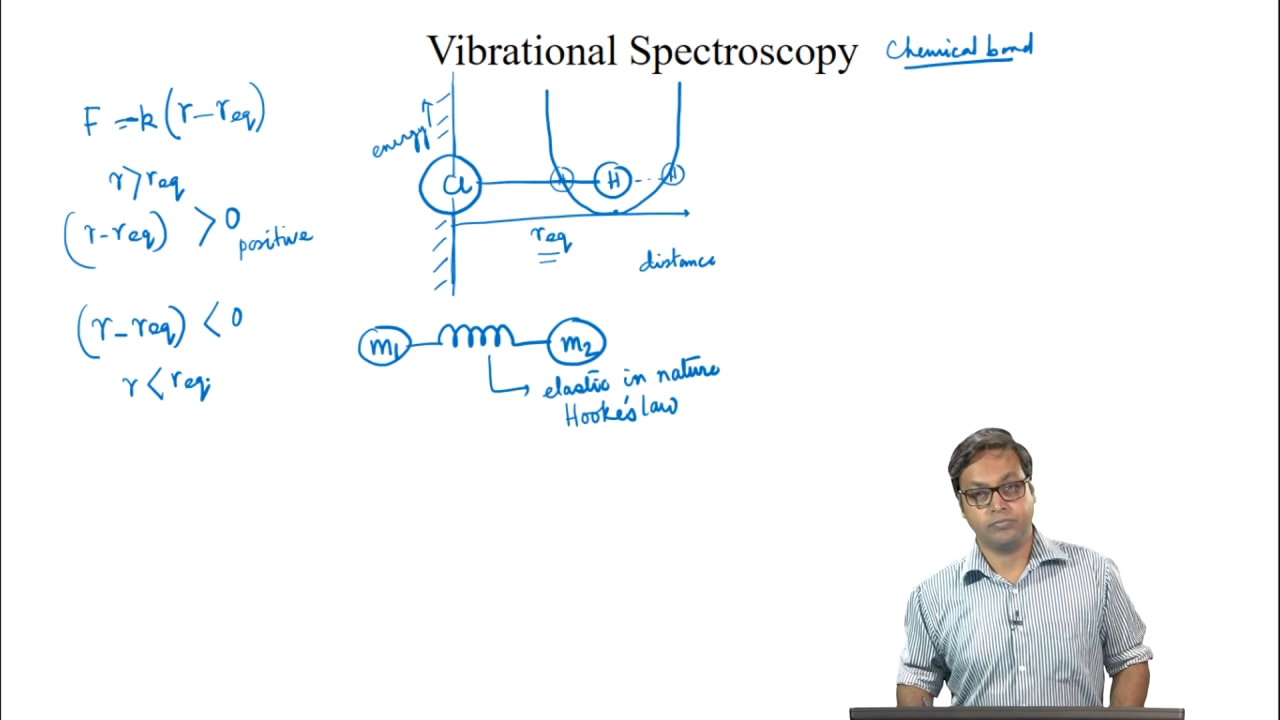 Vibrational Spectroscopy
Chemical bond
F = -k(r - req)
r > req
(r - req) > 0
positive
(r - req) < 0
r < req
energy
Cl
H
H
H
req
distance
m1
m2
elastic in nature
Hooke's law